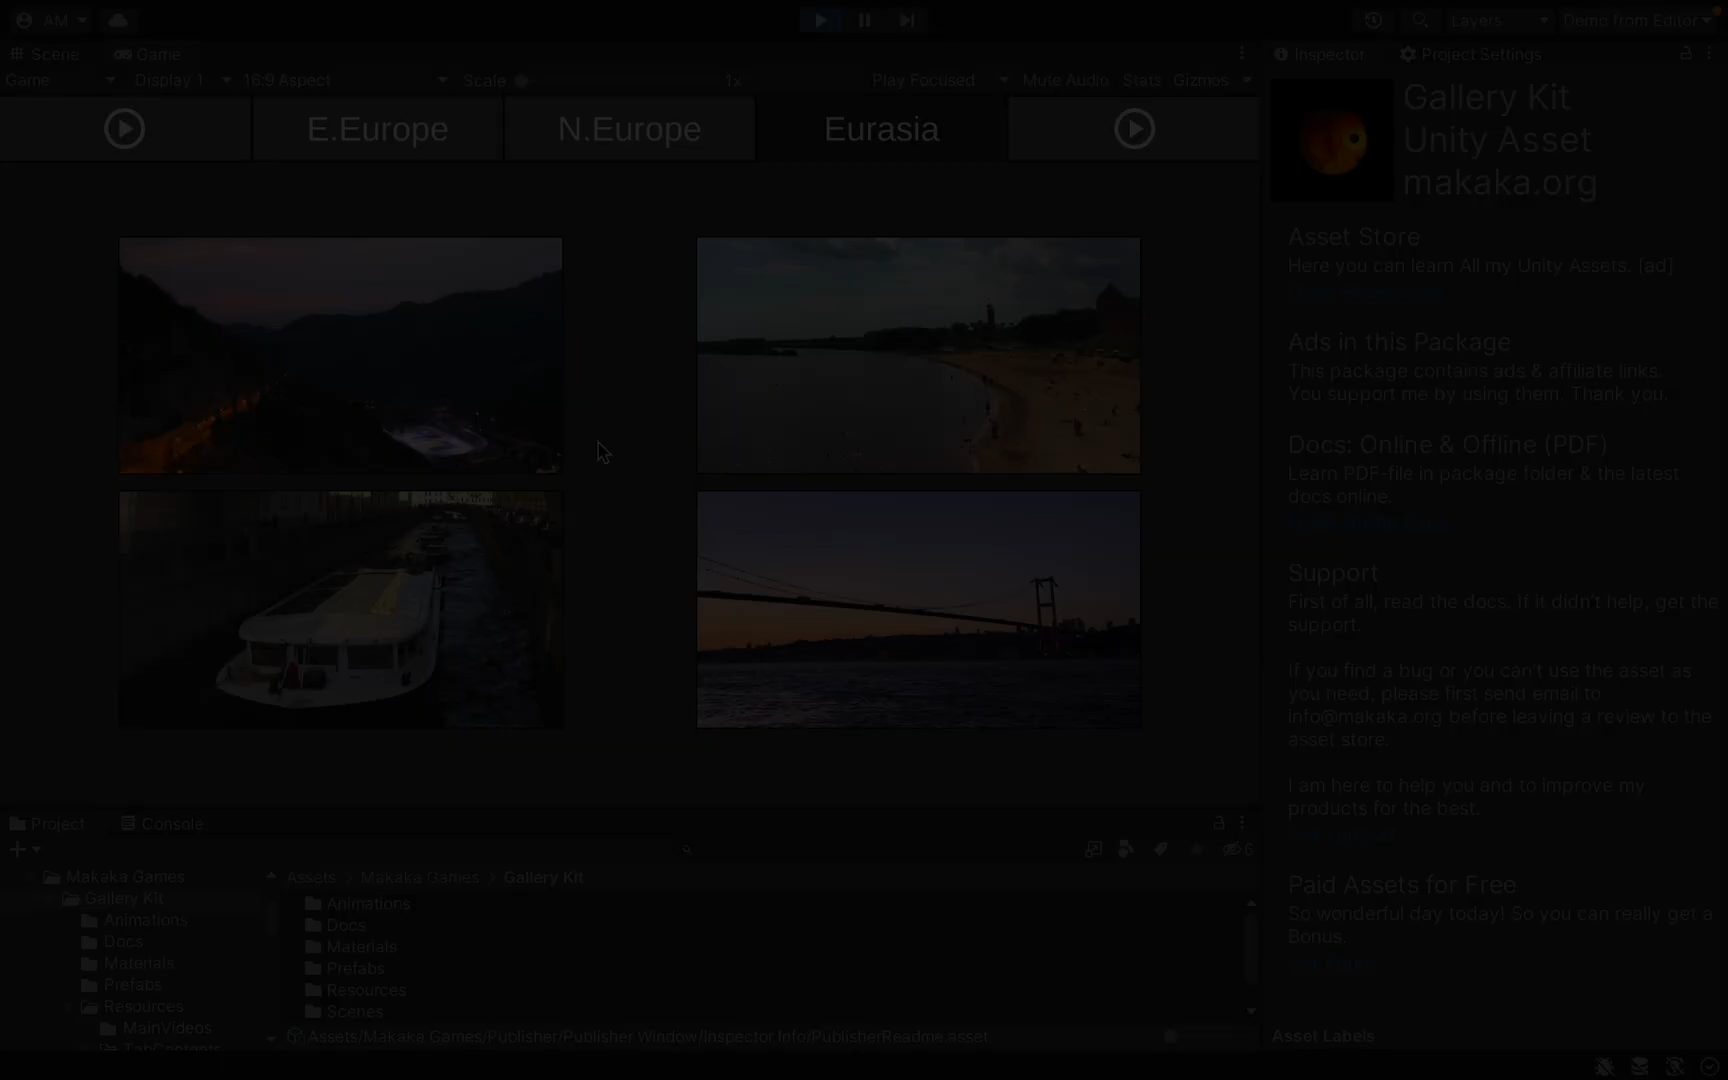 AM
Layers
Demo from Editor
Scene
Game
Inspector
Project Settings
Game
Display 1
16:9 Aspect
Scale
1x
Play Focused
Mute Audio
Stats
Gizmos
E.Europe
N.Europe
Eurasia
Gallery Kit
Unity Asset
makaka.org
Asset Store
Here you can learn All my Unity Assets. [ad]
Ads in this Package
This package contains ads & affiliate links.
You support me by using them. Thank you.
Docs: Online & Offline (PDF)
Learn PDF-file in package folder & the latest
docs online.
Support
First of all, read the docs. If it didn't help, get the
support.
If you find a bug or you can't use the asset as
you need, please first send email to
info@makaka.org before leaving a review to the
asset store.
I am here to help you and to improve my
products for the best.
Paid Assets for Free
So wonderful day today! So you can really get a
Bonus.
Asset Labels
Project
Console
6
Makaka Games
Gallery Kit
Animations
Docs
Materials
Prefabs
Resources
MainVideos
TabContents
Assets > Makaka Games > Gallery Kit
Animations
Docs
Materials
Prefabs
Resources
Scenes
Assets/Makaka Games/Publisher/Publisher Window/Inspector Info/PublisherReadme.asset